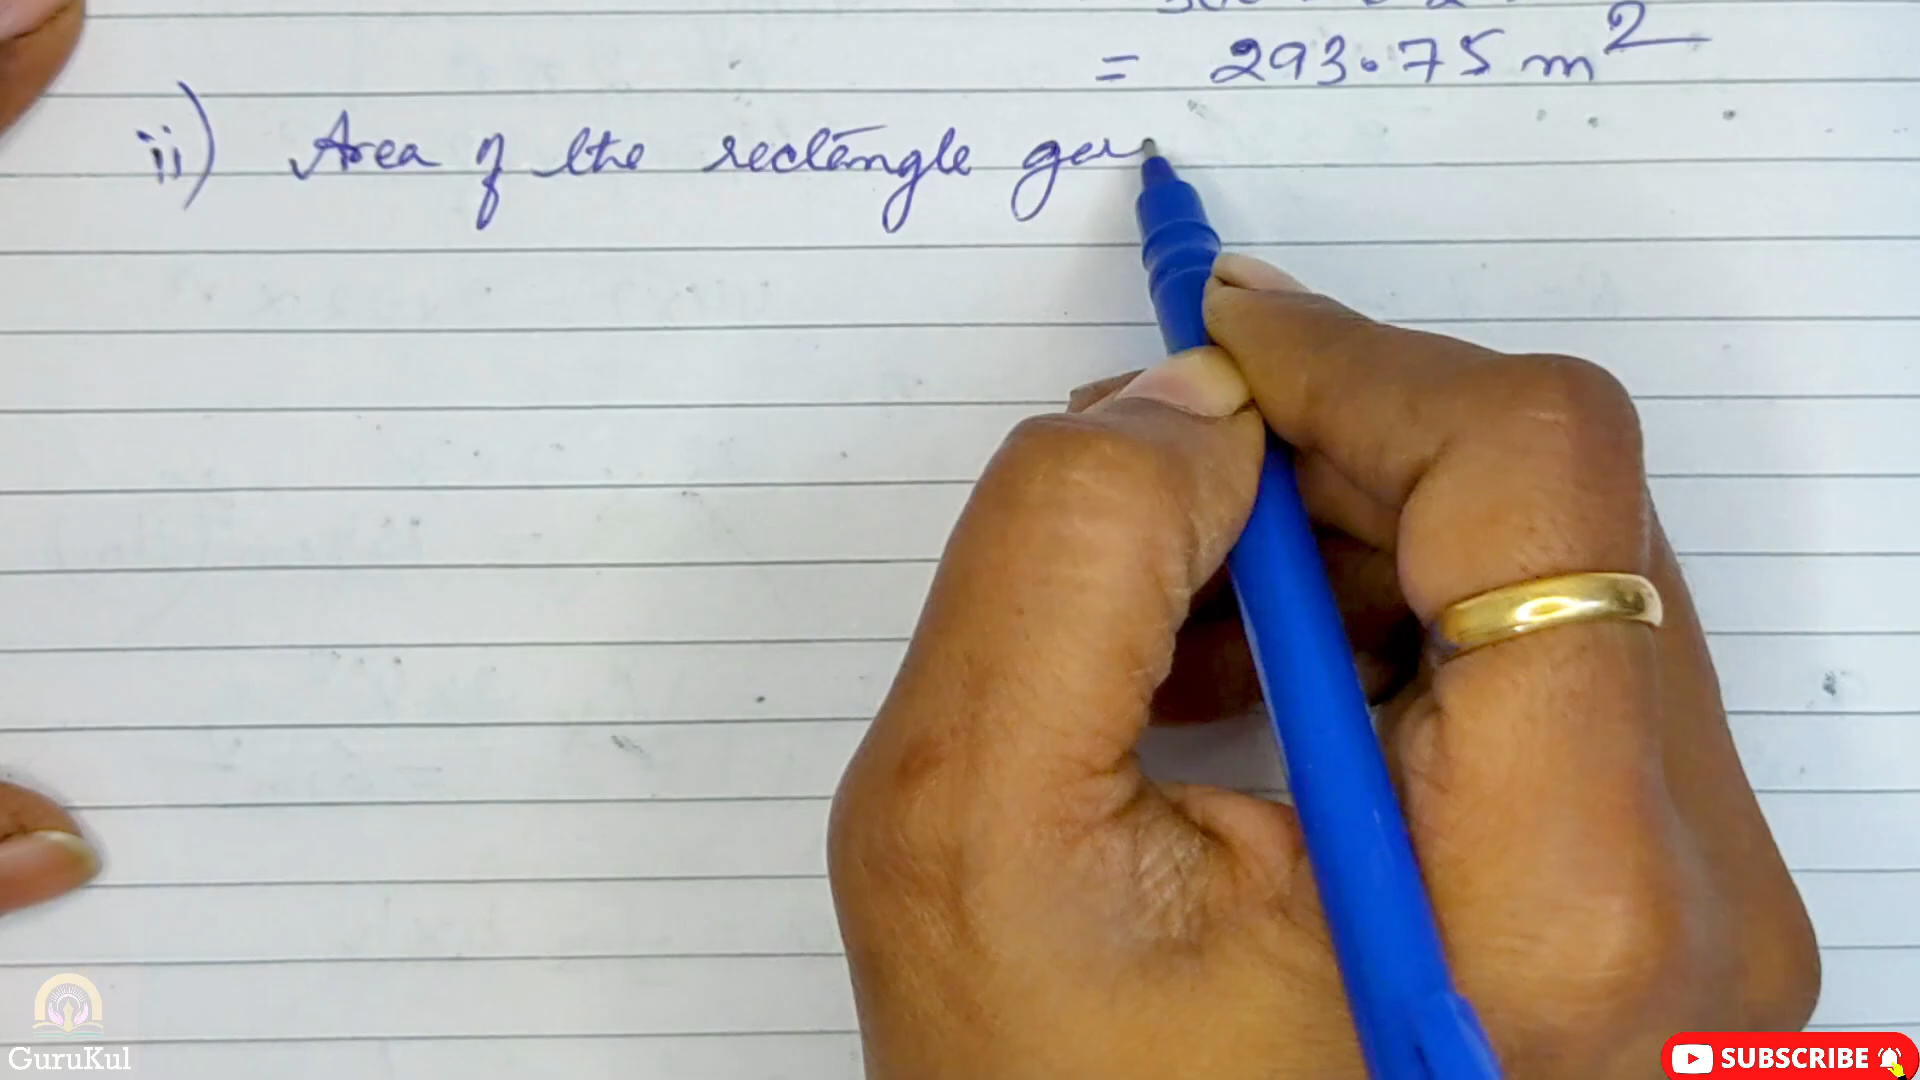 = 293.75 m²
ii) Area of the rectangle gar
GuruKul
SUBSCRIBE